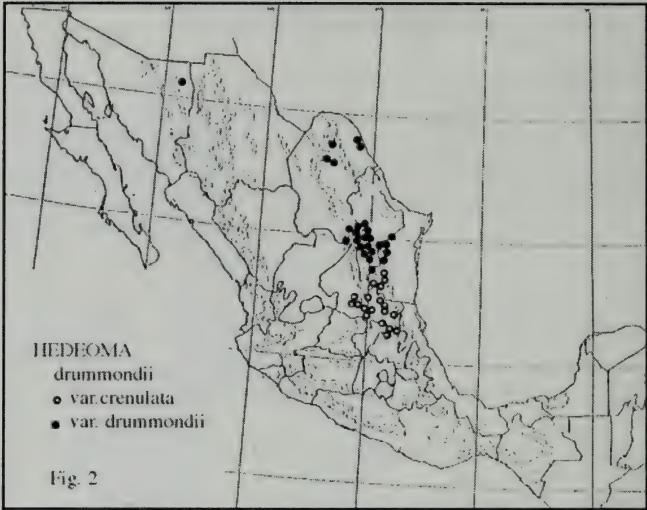 HEDEOMA
drummondii
var.crenulata
var. drummondii
Fig. 2